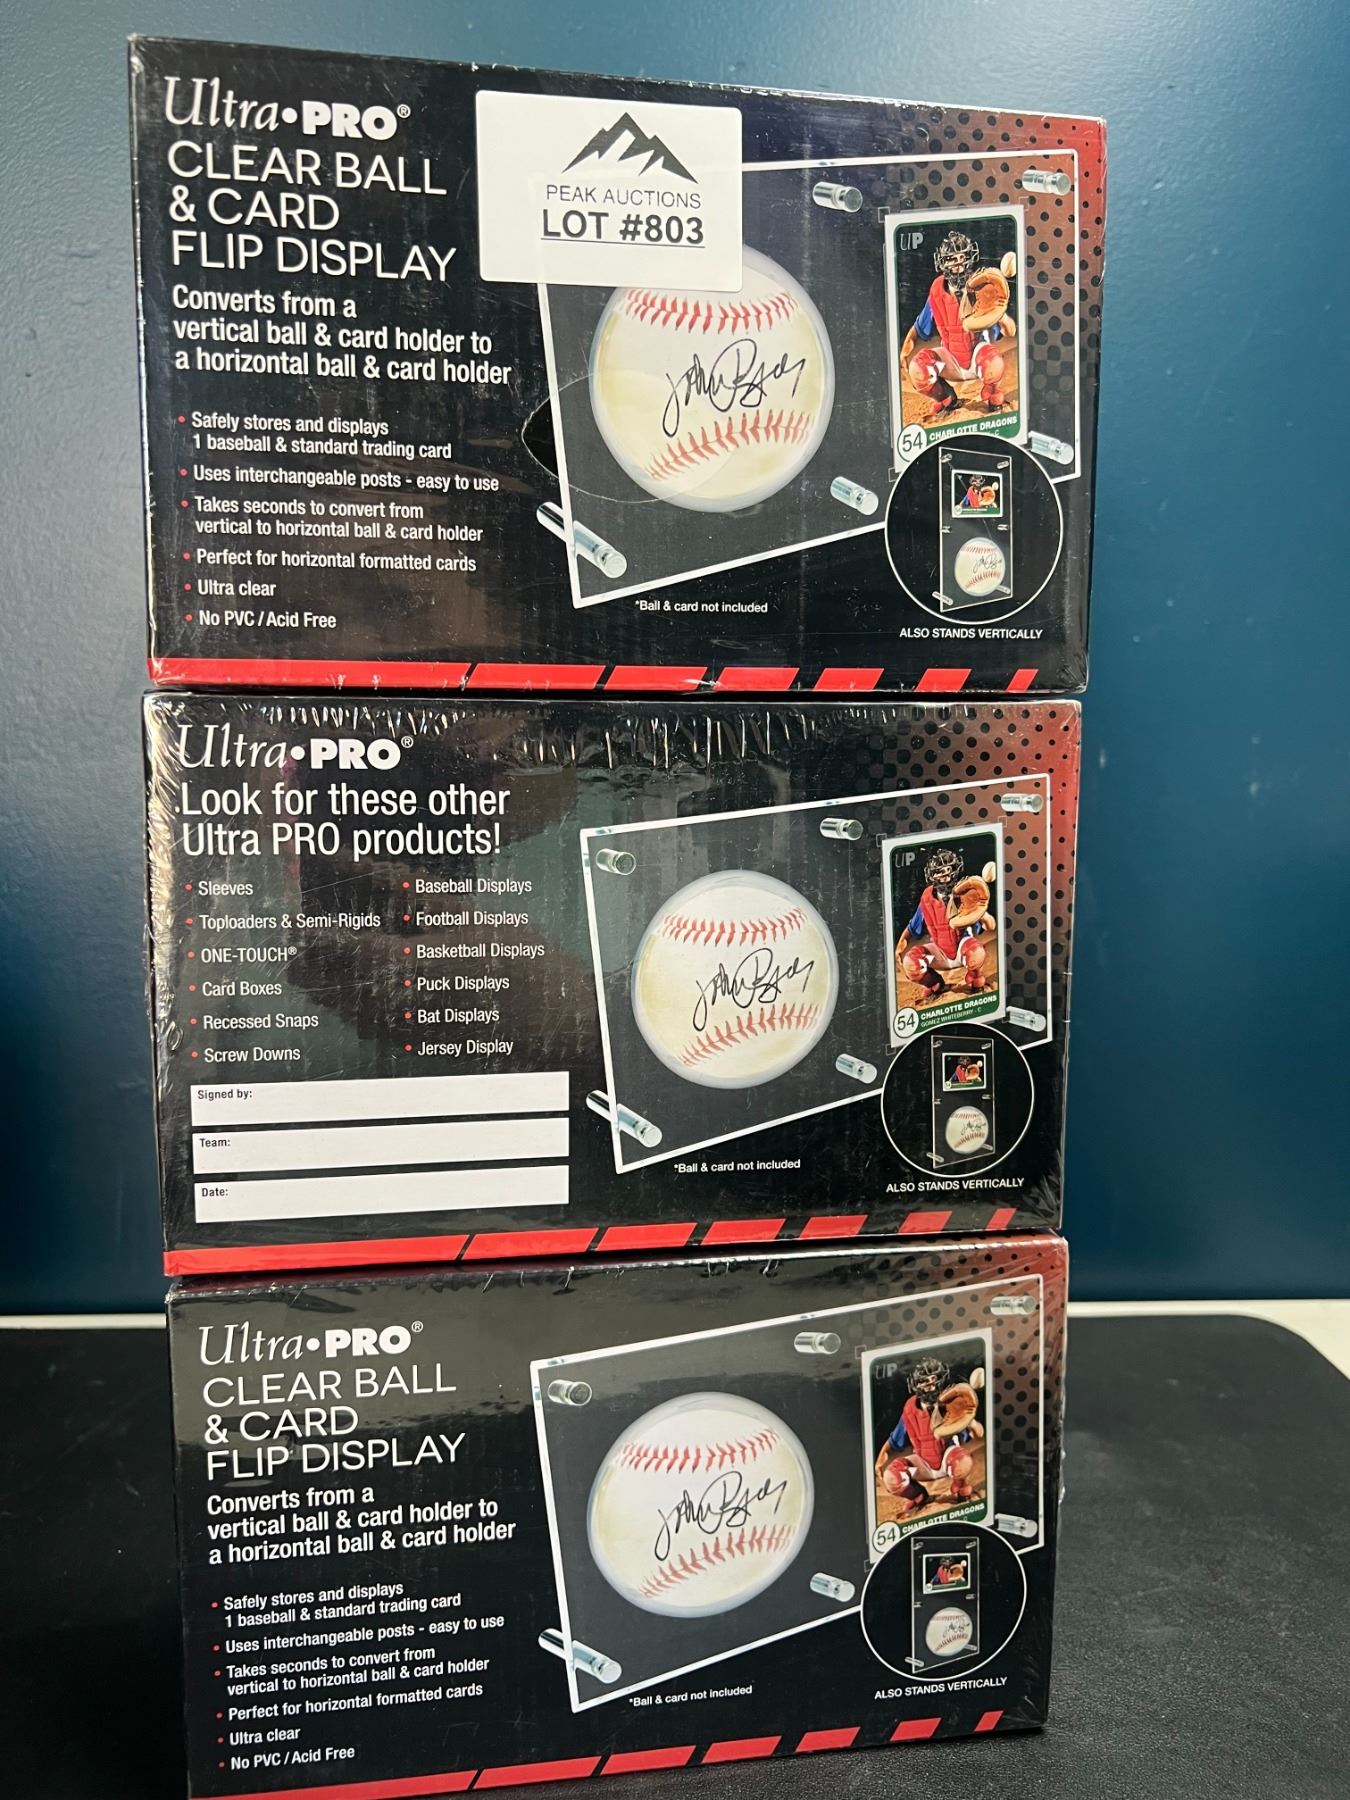 Ultra•PRO®
CLEAR BALL
& CARD
FLIP DISPLAY
Converts from a
vertical ball & card holder to
a horizontal ball & card holder
• Safely stores and displays
1 baseball & standard trading card
• Uses interchangeable posts - easy to use
• Takes seconds to convert from
vertical to horizontal ball & card holder
• Perfect for horizontal formatted cards
• Ultra clear
• No PVC / Acid Free
PEAK AUCTIONS
LOT #803
John Brady
UP
54 CHARLOTTE DRAGONS
*Ball & card not included
ALSO STANDS VERTICALLY
Ultra•PRO®
Look for these other
Ultra PRO products!
• Sleeves
• Toploaders & Semi-Rigids
• ONE-TOUCH®
• Card Boxes
• Recessed Snaps
• Screw Downs
• Baseball Displays
• Football Displays
• Basketball Displays
• Puck Displays
• Bat Displays
• Jersey Display
Signed by:
Team:
Date:
John Brady
UP
54 CHARLOTTE DRAGONS
GOMEZ WHITEBERRY - C
*Ball & card not included
ALSO STANDS VERTICALLY
Ultra•PRO®
CLEAR BALL
& CARD
FLIP DISPLAY
Converts from a
vertical ball & card holder to
a horizontal ball & card holder
• Safely stores and displays
1 baseball & standard trading card
• Uses interchangeable posts - easy to use
• Takes seconds to convert from
vertical to horizontal ball & card holder
• Perfect for horizontal formatted cards
• Ultra clear
• No PVC / Acid Free
John Brady
UP
54 CHARLOTTE DRAGONS
*Ball & card not included
ALSO STANDS VERTICALLY